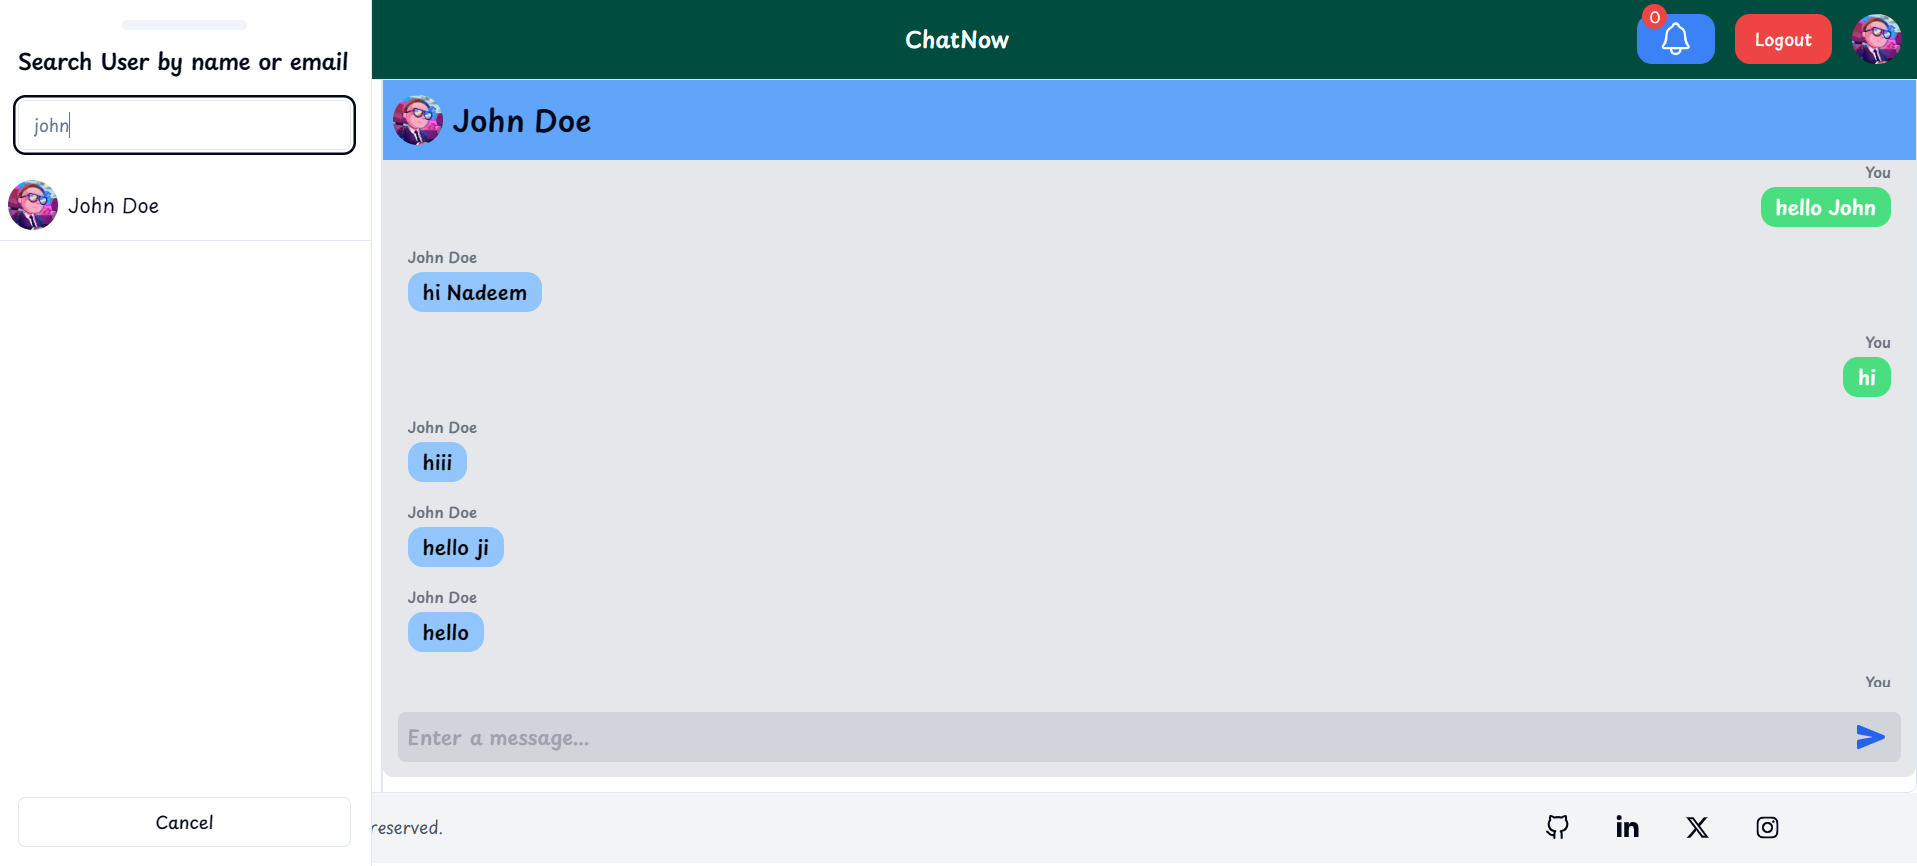 Search User by name or email
john
John Doe
Cancel
ChatNow
0
Logout
John Doe
You
hello John
John Doe
hi Nadeem
You
hi
John Doe
hiii
John Doe
hello ji
John Doe
hello
You
Enter a message...
reserved.